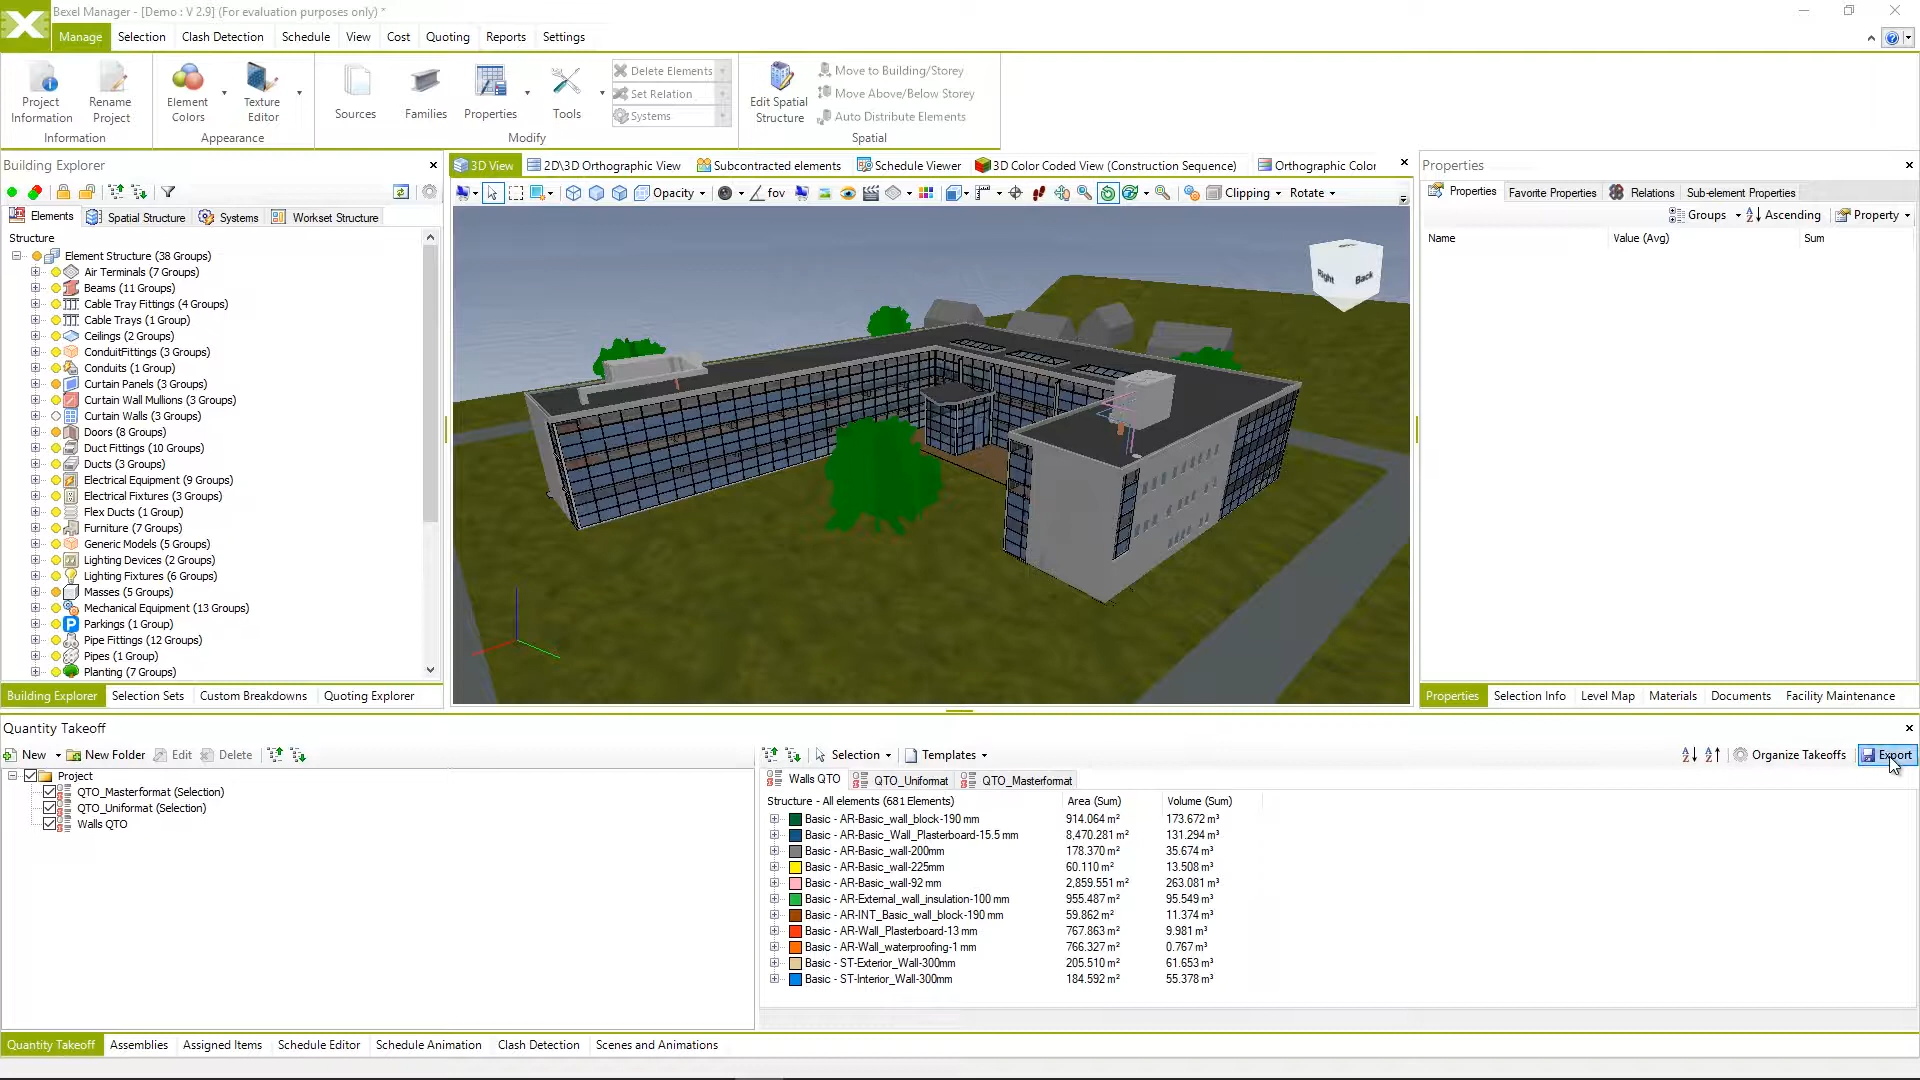 Bexel Manager - [Demo : V 2.9] (For evaluation purposes only) *
Manage Selection Clash Detection Schedule View Cost Quoting Reports Settings
Project Information
Rename Project
Information
Element Colors
Texture Editor
Appearance
Sources
Families
Properties
Tools
Delete Elements
Set Relation
Systems
Modify
Edit Spatial Structure
Move to Building/Storey
Move Above/Below Storey
Auto Distribute Elements
Spatial
Building Explorer
Elements Spatial Structure Systems Workset Structure
Structure
Element Structure (38 Groups)
Air Terminals (7 Groups)
Beams (11 Groups)
Cable Tray Fittings (4 Groups)
Cable Trays (1 Group)
Ceilings (2 Groups)
ConduitFittings (3 Groups)
Conduits (1 Group)
Curtain Panels (3 Groups)
Curtain Wall Mullions (3 Groups)
Curtain Walls (3 Groups)
Doors (8 Groups)
Duct Fittings (10 Groups)
Ducts (3 Groups)
Electrical Equipment (9 Groups)
Electrical Fixtures (3 Groups)
Flex Ducts (1 Group)
Furniture (7 Groups)
Generic Models (5 Groups)
Lighting Devices (2 Groups)
Lighting Fixtures (6 Groups)
Masses (5 Groups)
Mechanical Equipment (13 Groups)
Parkings (1 Group)
Pipe Fittings (12 Groups)
Pipes (1 Group)
Planting (7 Groups)
Building Explorer Selection Sets Custom Breakdowns Quoting Explorer
3D View 2D\3D Orthographic View Subcontracted elements Schedule Viewer 3D Color Coded View (Construction Sequence) Orthographic Color
Opacity fov Clipping Rotate
Right Back
Properties
Properties Favorite Properties Relations Sub-element Properties
Groups Ascending Property
Name Value (Avg) Sum
Properties Selection Info Level Map Materials Documents Facility Maintenance
Quantity Takeoff
New New Folder Edit Delete
Project
QTO_Masterformat (Selection)
QTO_Uniformat (Selection)
Walls QTO
Selection Templates Organize Takeoffs Export
Walls QTO QTO_Uniformat QTO_Masterformat
Structure - All elements (681 Elements) Area (Sum) Volume (Sum)
Basic - AR-Basic_wall_block-190 mm 914.064 m² 173.672 m³
Basic - AR-Basic_Wall_Plasterboard-15.5 mm 8,470.281 m² 131.294 m³
Basic - AR-Basic_wall-200mm 178.370 m² 35.674 m³
Basic - AR-Basic_wall-225mm 60.110 m² 13.508 m³
Basic - AR-Basic_wall-92 mm 2,859.551 m² 263.081 m³
Basic - AR-External_wall_insulation-100 mm 955.487 m² 95.549 m³
Basic - AR-INT_Basic_wall_block-190 mm 59.862 m² 11.374 m³
Basic - AR-Wall_Plasterboard-13 mm 767.863 m² 9.981 m³
Basic - AR-Wall_waterproofing-1 mm 766.327 m² 0.767 m³
Basic - ST-Exterior_Wall-300mm 205.510 m² 61.653 m³
Basic - ST-Interior_Wall-300mm 184.592 m² 55.378 m³
Quantity Takeoff Assemblies Assigned Items Schedule Editor Schedule Animation Clash Detection Scenes and Animations